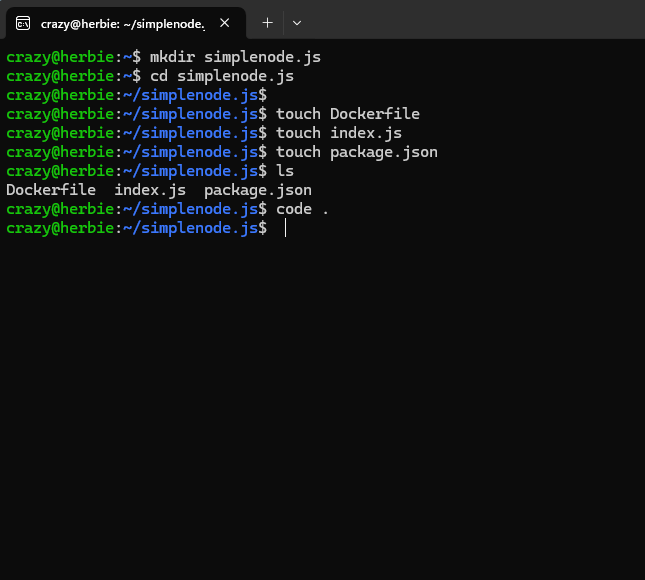 crazy@herbie: ~/simplenode.
crazy@herbie:~$ mkdir simplenode.js
crazy@herbie:~$ cd simplenode.js
crazy@herbie:~/simplenode.js$
crazy@herbie:~/simplenode.js$ touch Dockerfile
crazy@herbie:~/simplenode.js$ touch index.js
crazy@herbie:~/simplenode.js$ touch package.json
crazy@herbie:~/simplenode.js$ ls
Dockerfile  index.js  package.json
crazy@herbie:~/simplenode.js$ code .
crazy@herbie:~/simplenode.js$